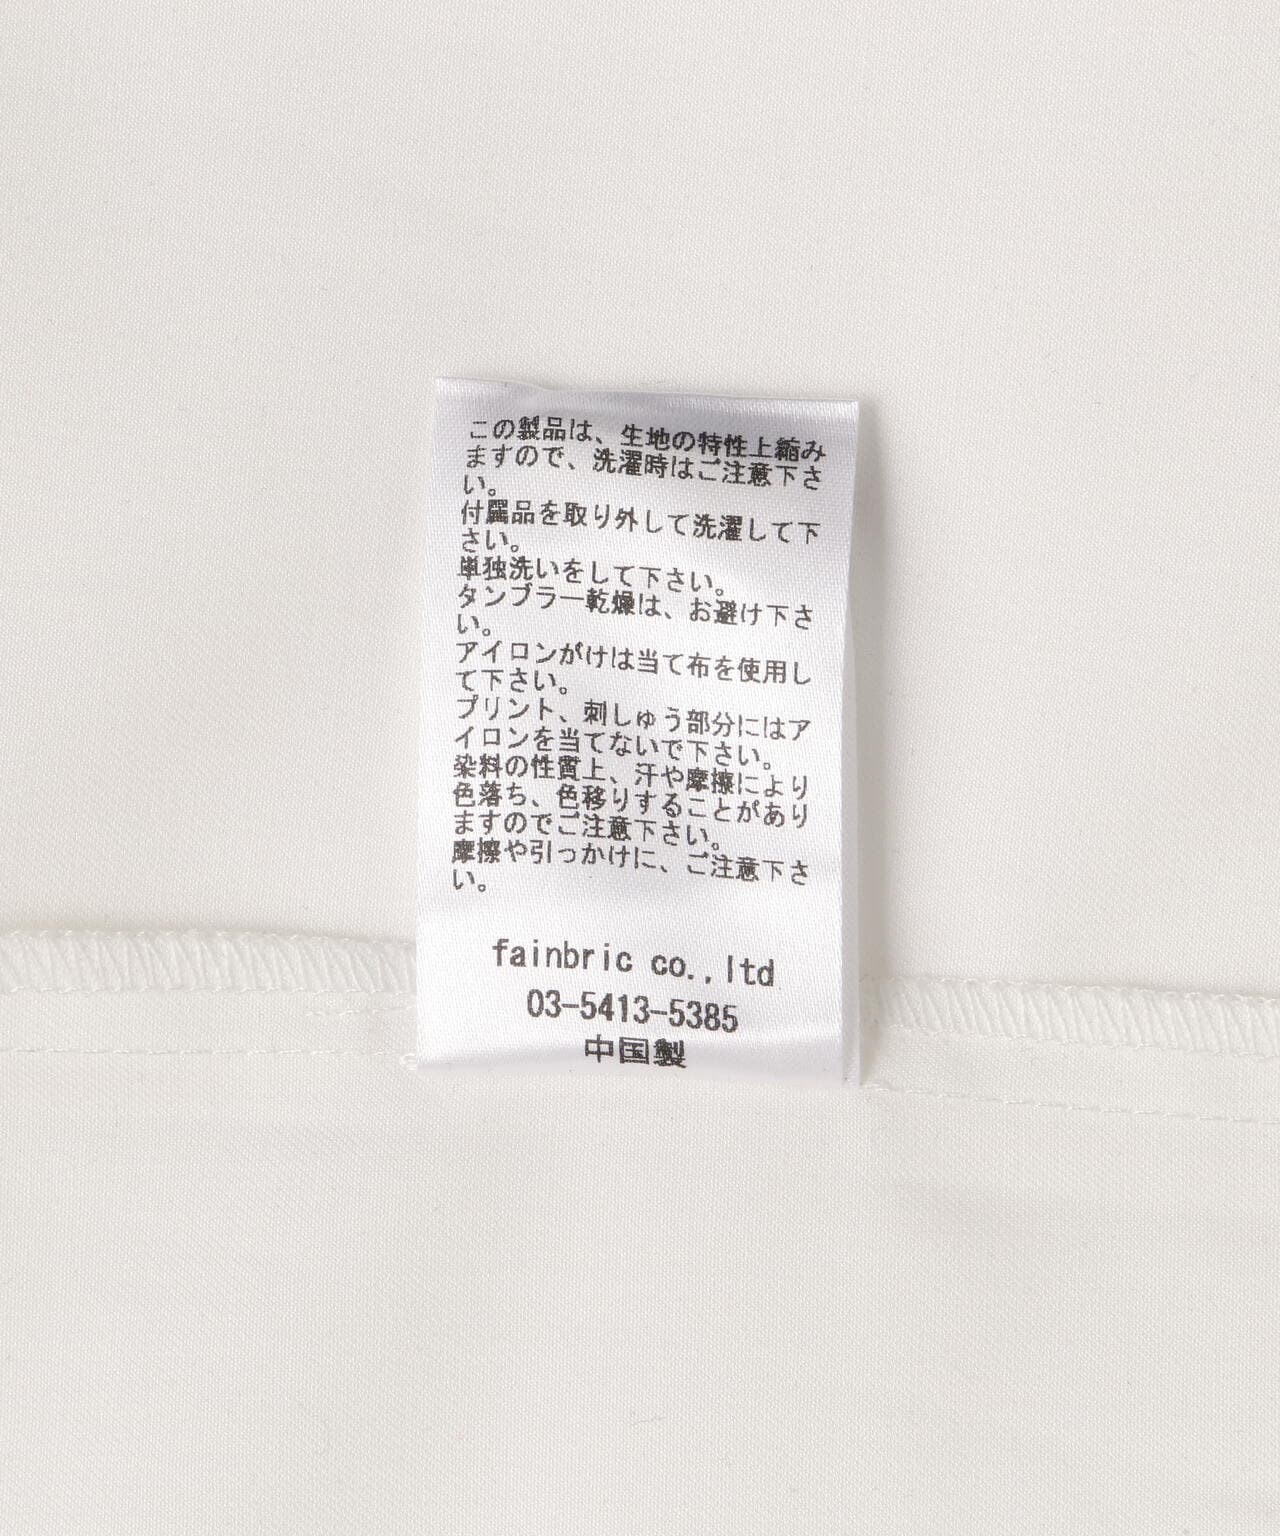 この製品は、生地の特性上縮み
ますので、洗濯時はご注意下さ
い。
付属品を取り外して洗濯して下
さい。
単独洗いをして下さい。
タンブラー乾燥は、お避け下さ
い。
アイロンがけは当て布を使用し
て下さい。
プリント、刺しゅう部分にはア
イロンを当てないで下さい。
染料の性質上、汗や摩擦により
色落ち、色移りすることがあり
ますのでご注意下さい。
摩擦や引っかけに、ご注意下さ
い。
fainbric co.,ltd
03-5413-5385
中国製